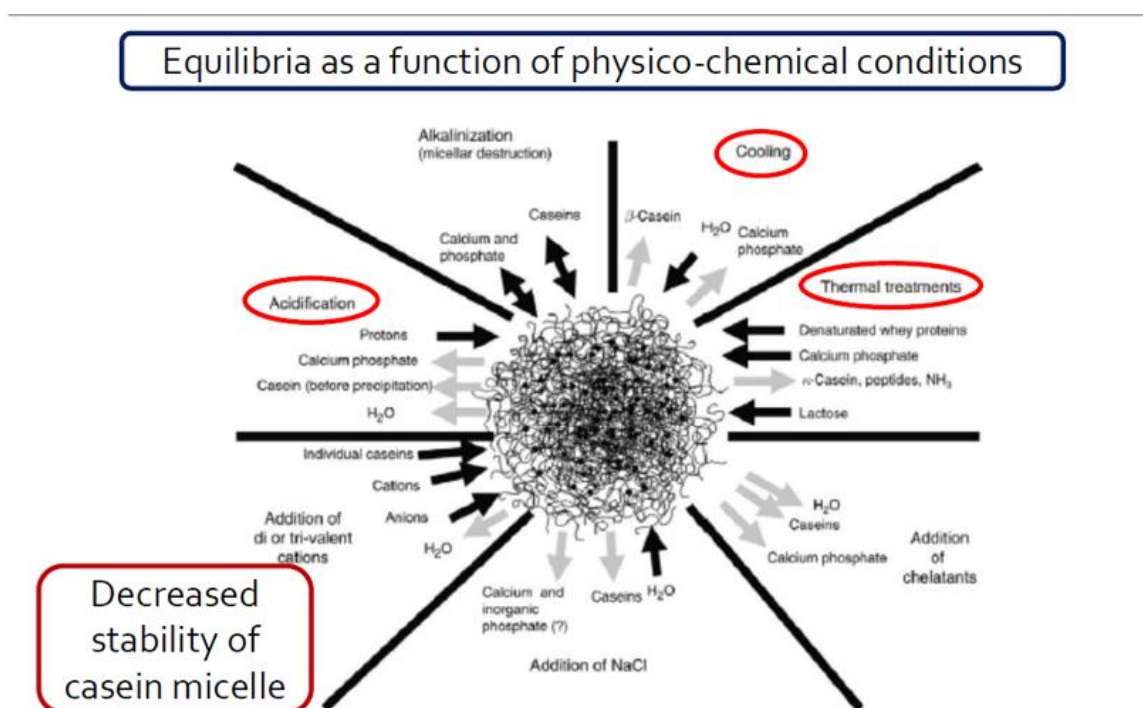 Equilibria as a function of physico-chemical conditions
Alkalinization
(micellar destruction)
Cooling
Caseins
β-Casein
H₂O
Calcium
phosphate
Calcium and
phosphate
Acidification
Thermal treatments
Protons
Calcium phosphate
Casein (before precipitation)
H₂O
Denaturated whey proteins
Calcium phosphate
κ-Casein, peptides, NH₃
Lactose
Individual caseins
Cations
Anions
H₂O
Addition of
di or tri-valent
cations
H₂O
Caseins
Calcium phosphate
Addition
of
chelatants
Calcium and
inorganic
phosphate (?)
Caseins
H₂O
Addition of NaCl
Decreased
stability of
casein micelle